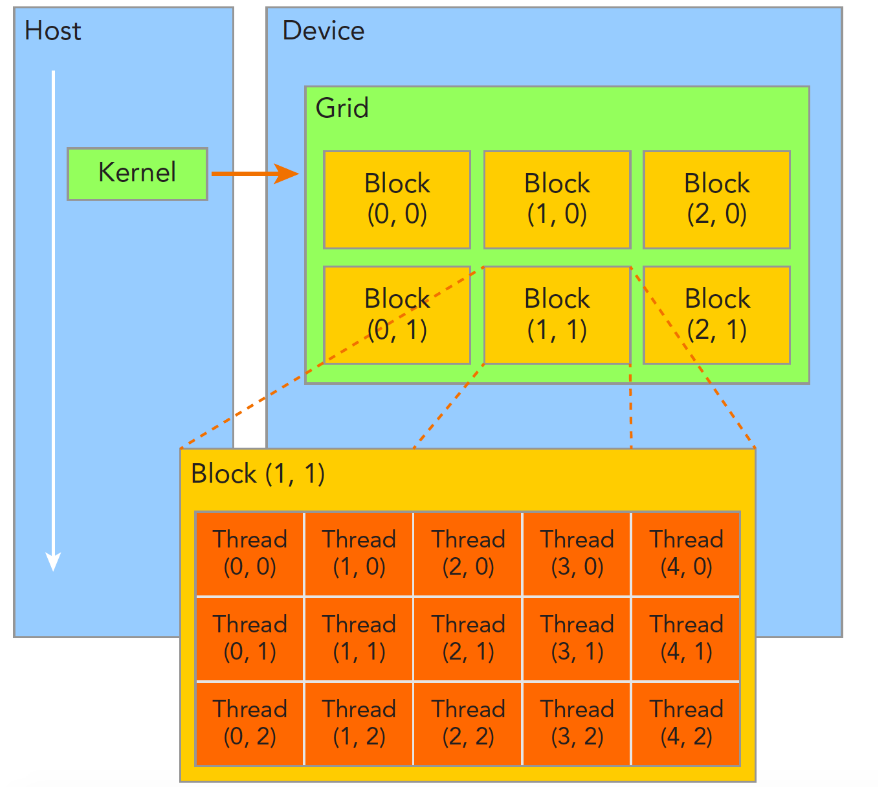 Host
Device
Grid
Kernel
Block
(0, 0)
Block
(1, 0)
Block
(2, 0)
Block
(0, 1)
Block
(1, 1)
Block
(2, 1)
Block (1, 1)
Thread
(0, 0)
Thread
(1, 0)
Thread
(2, 0)
Thread
(3, 0)
Thread
(4, 0)
Thread
(0, 1)
Thread
(1, 1)
Thread
(2, 1)
Thread
(3, 1)
Thread
(4, 1)
Thread
(0, 2)
Thread
(1, 2)
Thread
(2, 2)
Thread
(3, 2)
Thread
(4, 2)